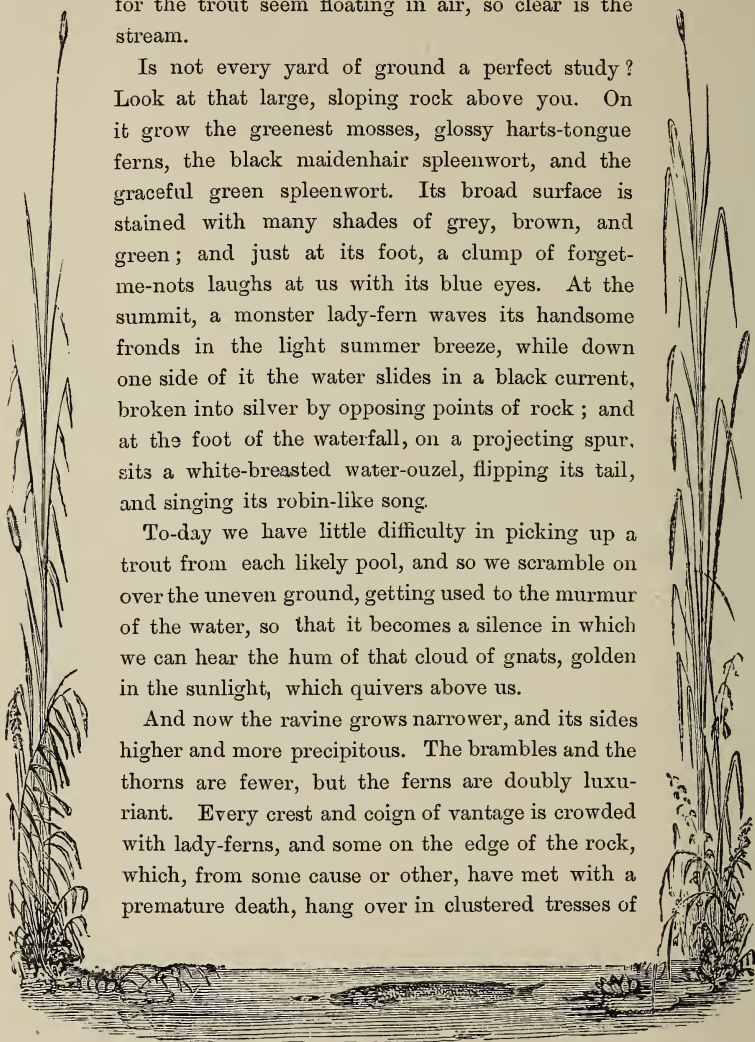 for the trout seem floating in air, so clear is the
stream.
Is not every yard of ground a perfect study?
Look at that large, sloping rock above you. On
it grow the greenest mosses, glossy harts-tongue
ferns, the black maidenhair spleenwort, and the
graceful green spleenwort. Its broad surface is
stained with many shades of grey, brown, and
green; and just at its foot, a clump of forget-
me-nots laughs at us with its blue eyes. At the
summit, a monster lady-fern waves its handsome
fronds in the light summer breeze, while down
one side of it the water slides in a black current,
broken into silver by opposing points of rock; and
at the foot of the waterfall, on a projecting spur,
sits a white-breasted water-ouzel, flipping its tail,
and singing its robin-like song.
To-day we have little difficulty in picking up a
trout from each likely pool, and so we scramble on
over the uneven ground, getting used to the murmur
of the water, so that it becomes a silence in which
we can hear the hum of that cloud of gnats, golden
in the sunlight, which quivers above us.
And now the ravine grows narrower, and its sides
higher and more precipitous. The brambles and the
thorns are fewer, but the ferns are doubly luxu-
riant. Every crest and coign of vantage is crowded
with lady-ferns, and some on the edge of the rock,
which, from some cause or other, have met with a
premature death, hang over in clustered tresses of